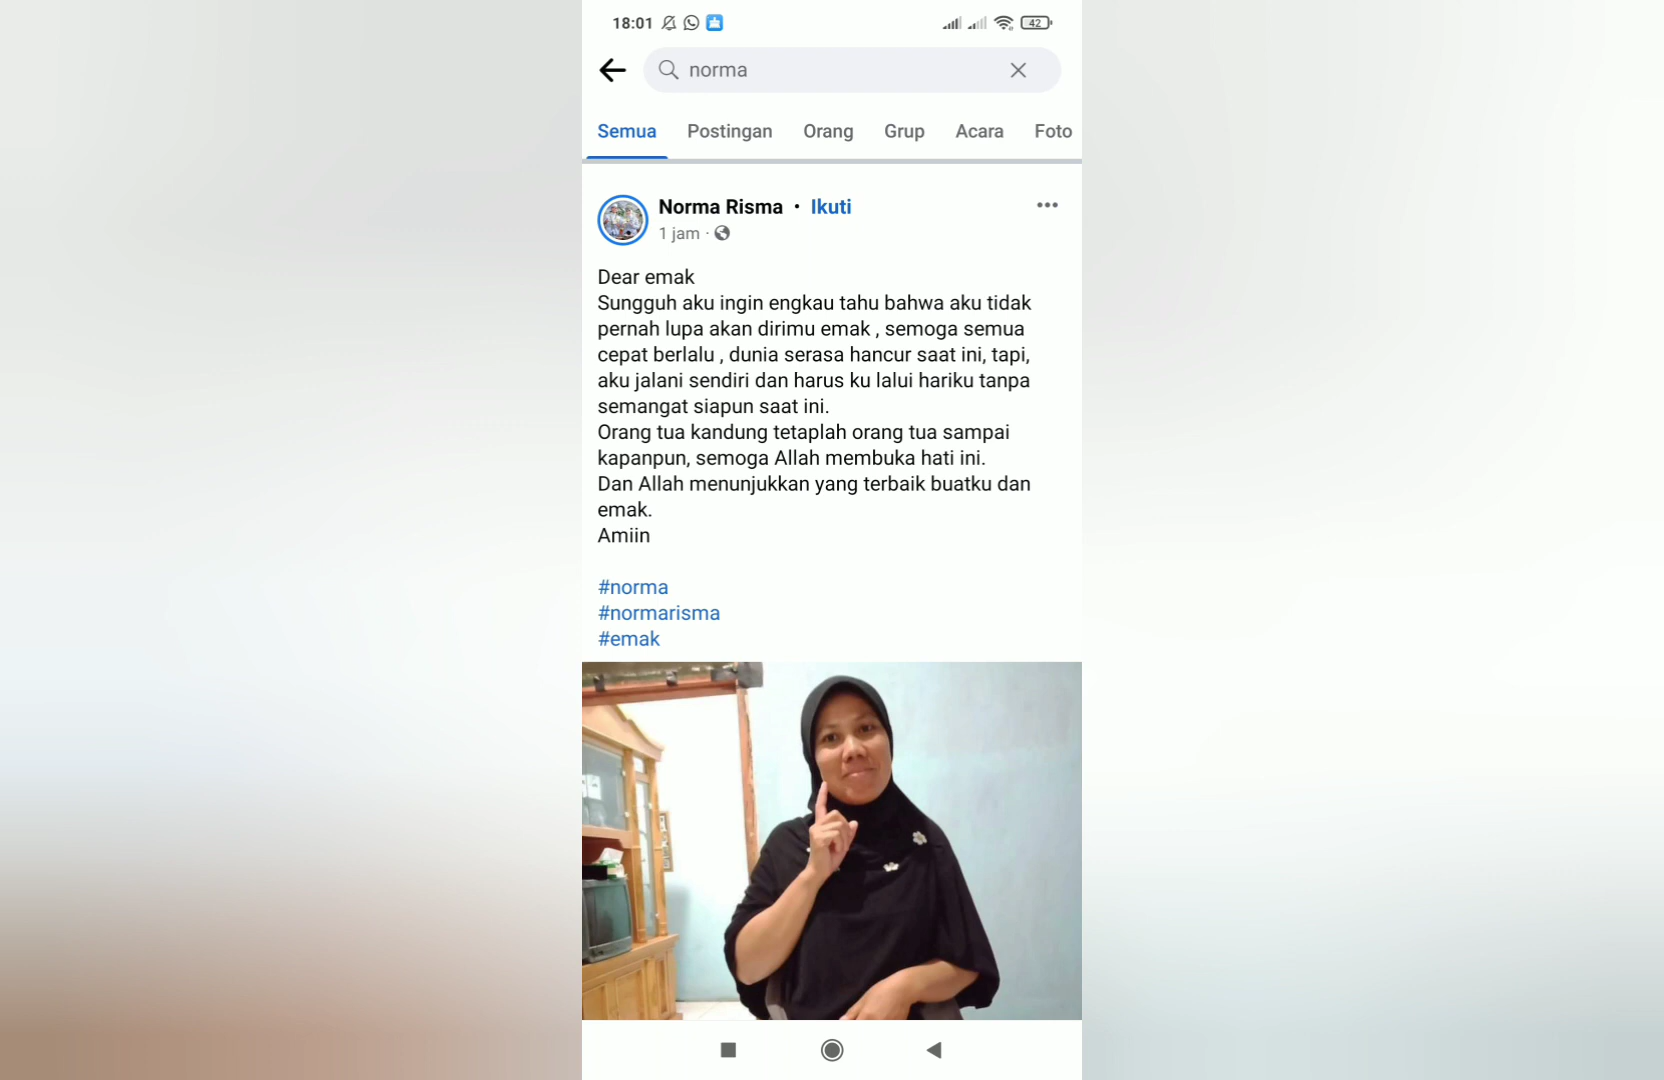 18:01
42
norma
Semua Postingan Orang Grup Acara Foto
Norma Risma • Ikuti
1 jam ·
Dear emak
Sungguh aku ingin engkau tahu bahwa aku tidak
pernah lupa akan dirimu emak , semoga semua
cepat berlalu , dunia serasa hancur saat ini, tapi,
aku jalani sendiri dan harus ku lalui hariku tanpa
semangat siapun saat ini.
Orang tua kandung tetaplah orang tua sampai
kapanpun, semoga Allah membuka hati ini.
Dan Allah menunjukkan yang terbaik buatku dan
emak.
Amiin
#norma
#normarisma
#emak